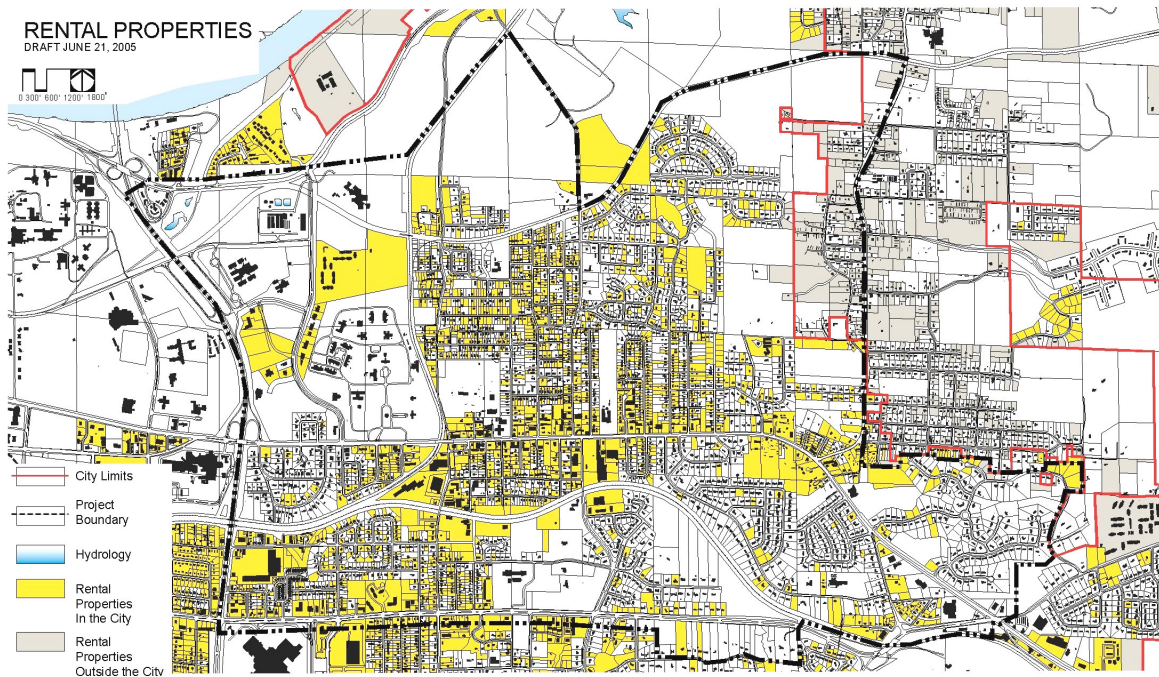 RENTAL PROPERTIES
DRAFT JUNE 21, 2005
0 300' 600' 1200' 1800'
City Limits
Project
Boundary
Hydrology
Rental
Properties
In the City
Rental
Properties
Outside the City